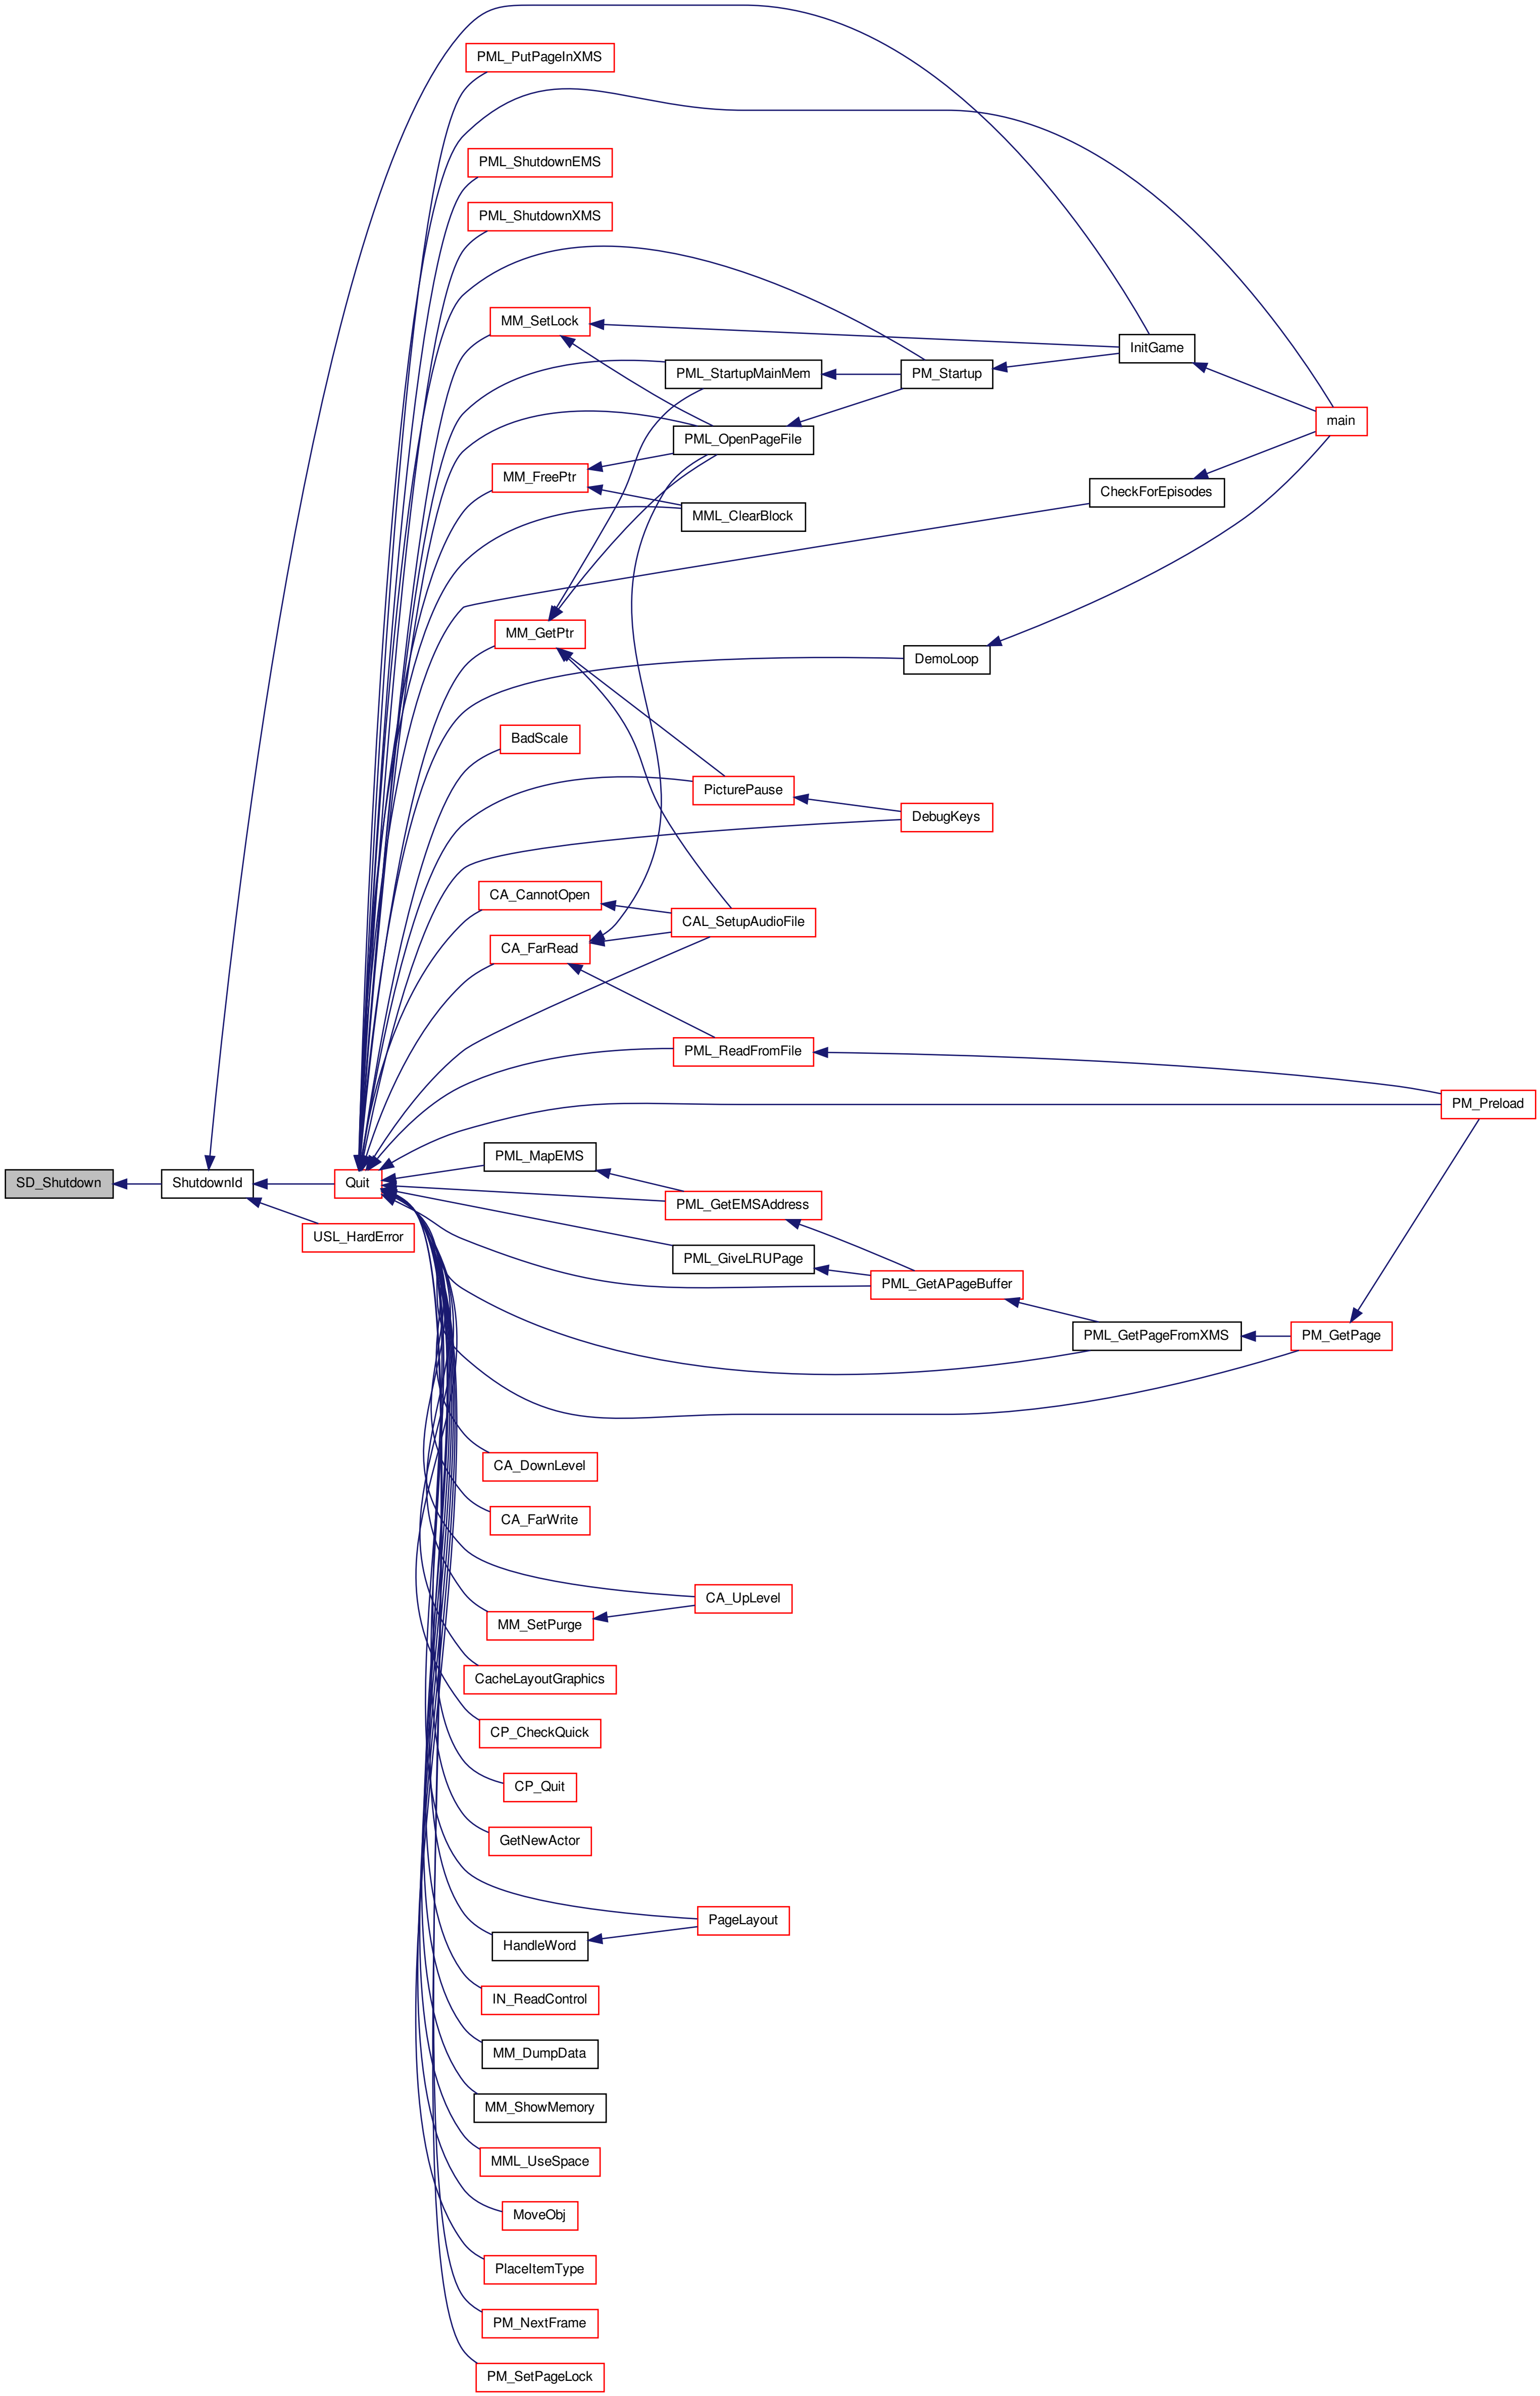 PML_PutPageInXMS
PML_ShutdownEMS
PML_ShutdownXMS
MM_SetLock
InitGame
PML_StartupMainMem
PM_Startup
main
PML_OpenPageFile
MM_FreePtr
CheckForEpisodes
MML_ClearBlock
MM_GetPtr
DemoLoop
BadScale
PicturePause
DebugKeys
CA_CannotOpen
CAL_SetupAudioFile
CA_FarRead
PML_ReadFromFile
PM_Preload
PML_MapEMS
SD_Shutdown
ShutdownId
Quit
PML_GetEMSAddress
USL_HardError
PML_GiveLRUPage
PML_GetAPageBuffer
PML_GetPageFromXMS
PM_GetPage
CA_DownLevel
CA_FarWrite
CA_UpLevel
MM_SetPurge
CacheLayoutGraphics
CP_CheckQuick
CP_Quit
GetNewActor
PageLayout
HandleWord
IN_ReadControl
MM_DumpData
MM_ShowMemory
MML_UseSpace
MoveObj
PlaceItemType
PM_NextFrame
PM_SetPageLock